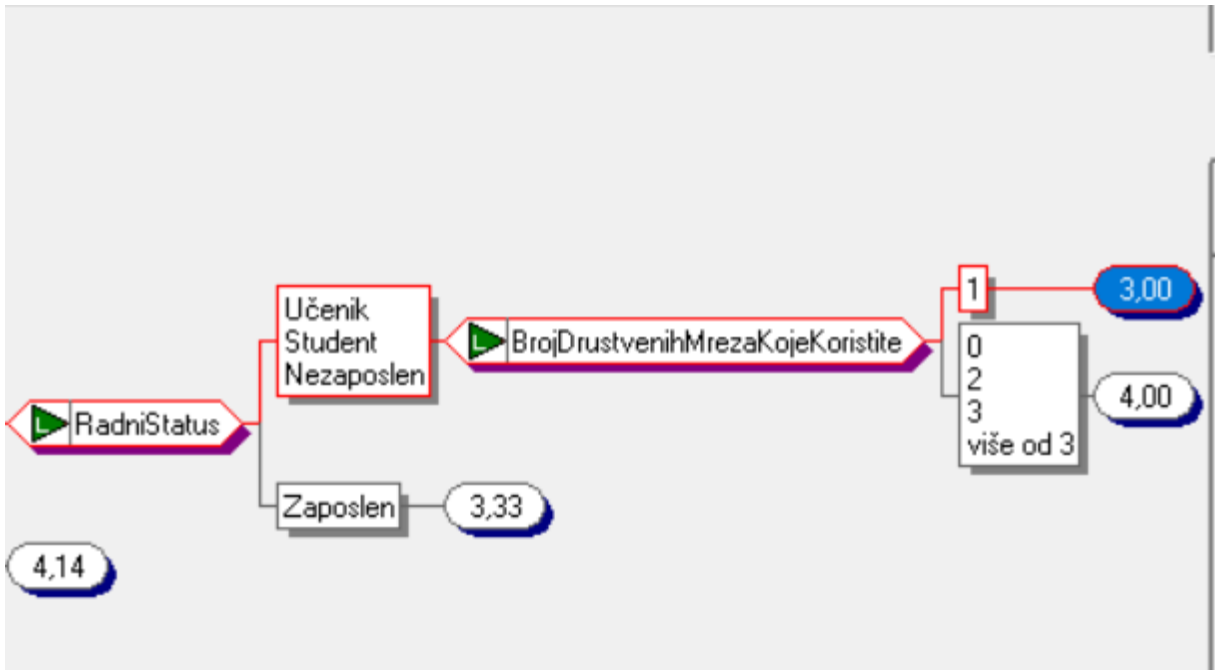 Učenik
Student
Nezaposlen
L BrojDrustvenihMrezaKojeKoristite
1
3,00
0
2
3
više od 3
4,00
L RadniStatus
Zaposlen
3,33
4,14